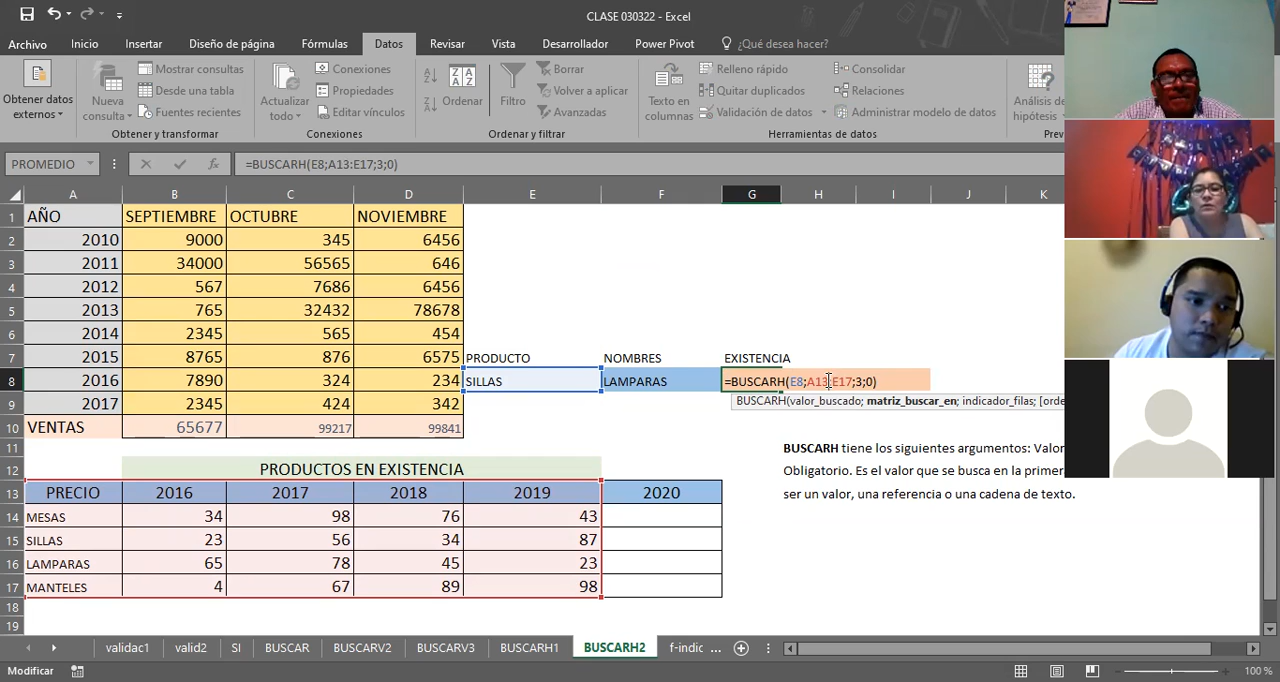 CLASE 030322 - Excel
Archivo Inicio Insertar Diseño de página Fórmulas Datos Revisar Vista Desarrollador Power Pivot ¿Qué desea hacer?
Obtener datos externos
Nueva consulta
Mostrar consultas
Desde una tabla
Fuentes recientes
Obtener y transformar
Actualizar todo
Conexiones
Propiedades
Editar vínculos
Conexiones
Ordenar
Filtro
Borrar
Volver a aplicar
Avanzadas
Ordenar y filtrar
Texto en columnas
Relleno rápido
Quitar duplicados
Validación de datos
Consolidar
Relaciones
Administrar modelo de datos
Herramientas de datos
Análisis de hipótesis
Prev
PROMEDIO =BUSCARH(E8;A13:E17;3;0)
A B C D E F G H I J K
1 AÑO SEPTIEMBRE OCTUBRE NOVIEMBRE
2 2010 9000 345 6456
3 2011 34000 56565 646
4 2012 567 7686 6456
5 2013 765 32432 78678
6 2014 2345 565 454
7 2015 8765 876 6575 PRODUCTO NOMBRES EXISTENCIA
8 2016 7890 324 234 SILLAS LAMPARAS =BUSCARH(E8;A13:E17;3;0)
BUSCARH(valor_buscado; matriz_buscar_en; indicador_filas; [orde
9 2017 2345 424 342
10 VENTAS 65677 99217 99841
11 BUSCARH tiene los siguientes argumentos: Valor
12 PRODUCTOS EN EXISTENCIA Obligatorio. Es el valor que se busca en la primera
13 PRECIO 2016 2017 2018 2019 2020 ser un valor, una referencia o una cadena de texto.
14 MESAS 34 98 76 43
15 SILLAS 23 56 34 87
16 LAMPARAS 65 78 45 23
17 MANTELES 4 67 89 98
18
19
validac1 valid2 SI BUSCAR BUSCARV2 BUSCARV3 BUSCARH1 BUSCARH2 f-indic ...
Modificar 100 %